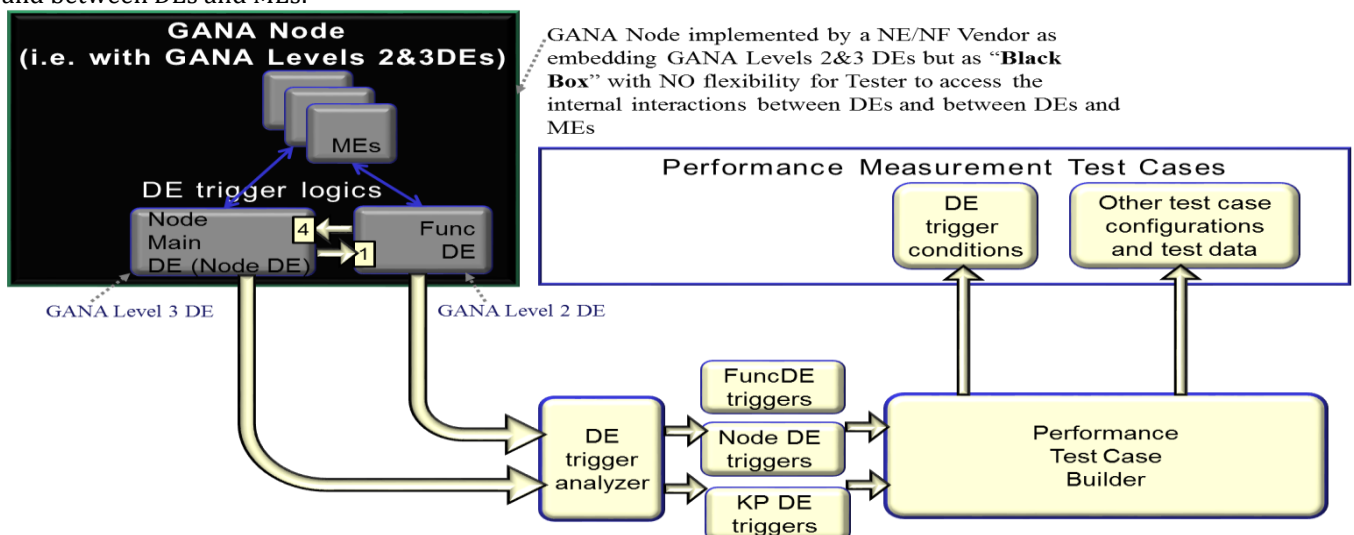 and between DEs and MEs.
GANA Node
(i.e. with GANA Levels 2&3DEs)
MEs
DE trigger logics
Node
Main
DE (Node DE)
4
1
Func
DE
GANA Level 3 DE
GANA Level 2 DE
GANA Node implemented by a NE/NF Vendor as
embedding GANA Levels 2&3 DEs but as “Black
Box” with NO flexibility for Tester to access the
internal interactions between DEs and between DEs and
MEs
Performance Measurement Test Cases
DE
trigger
conditions
Other test case
configurations
and test data
DE
trigger
analyzer
FuncDE
triggers
Node DE
triggers
KP DE
triggers
Performance
Test Case
Builder